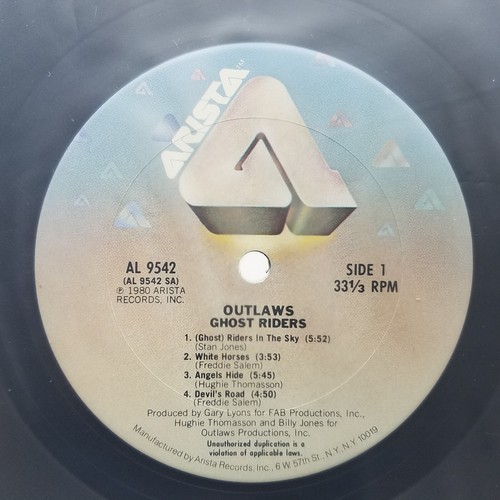 ARISTA™
AL 9542
(AL 9542 SA)
℗ 1980 ARISTA
RECORDS, INC.
SIDE 1
33⅓ RPM
OUTLAWS
GHOST RIDERS
1. (Ghost) Riders In The Sky (5:52)
(Stan Jones)
2. White Horses (3:53)
(Freddie Salem)
3. Angels Hide (5:45)
(Hughie Thomasson)
4. Devil's Road (4:50)
(Freddie Salem)
Produced by Gary Lyons for FAB Productions, Inc.,
Hughie Thomasson and Billy Jones for
Outlaws Productions, Inc.
Unauthorized duplication is a
violation of applicable laws.
Manufactured by Arista Records, Inc., 6 W. 57th St., N.Y., N.Y. 10019